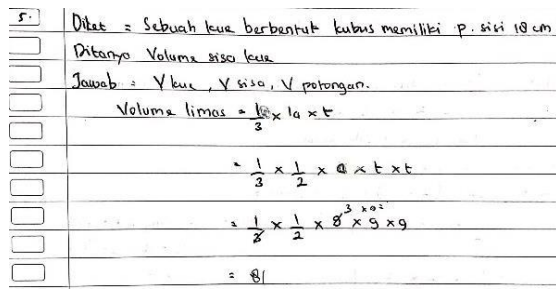 5. Diket = Sebuah kue berbentuk kubus memiliki p. sisi 18 cm
Ditanya Volume sisa kue
Jawab : V kue, V sisa, V potongan.
Volume limas = 1/3 × la × t
= 1/3 × 1/2 × a × t × t
= 1/3 × 1/2 × 8 × 9 × 9
= 81